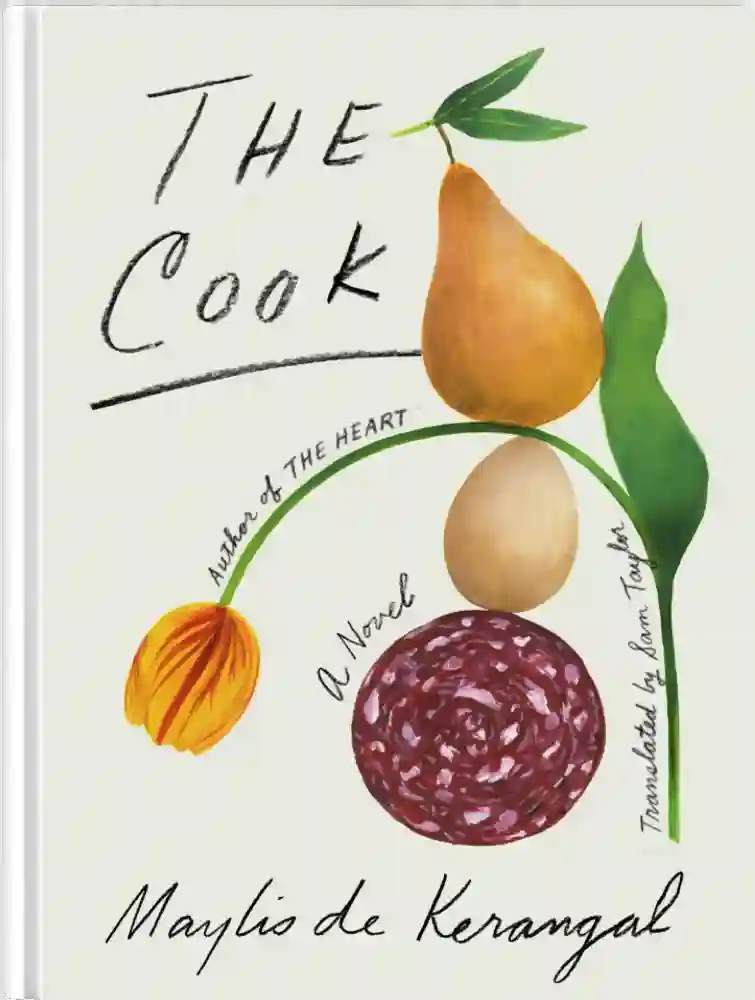 THE
Cook
Author of THE HEART
A Novel
Translated by Sam Taylor
Maylis de Kerangal